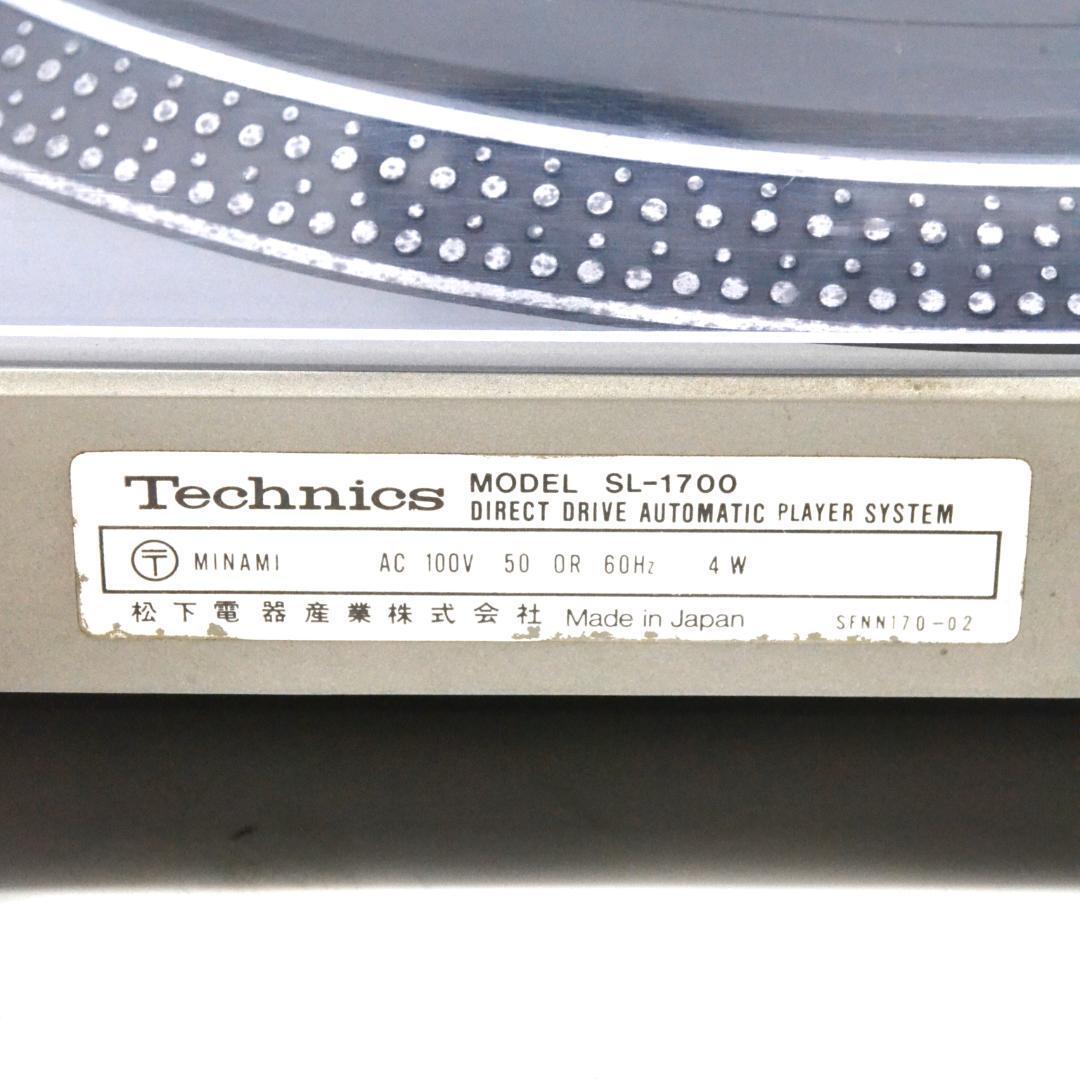 Technics MODEL SL-1700
DIRECT DRIVE AUTOMATIC PLAYER SYSTEM
〒 MINAMI AC 100V 50 OR 60Hz 4W
松下電器産業株式会社 Made in Japan SFNN170-02